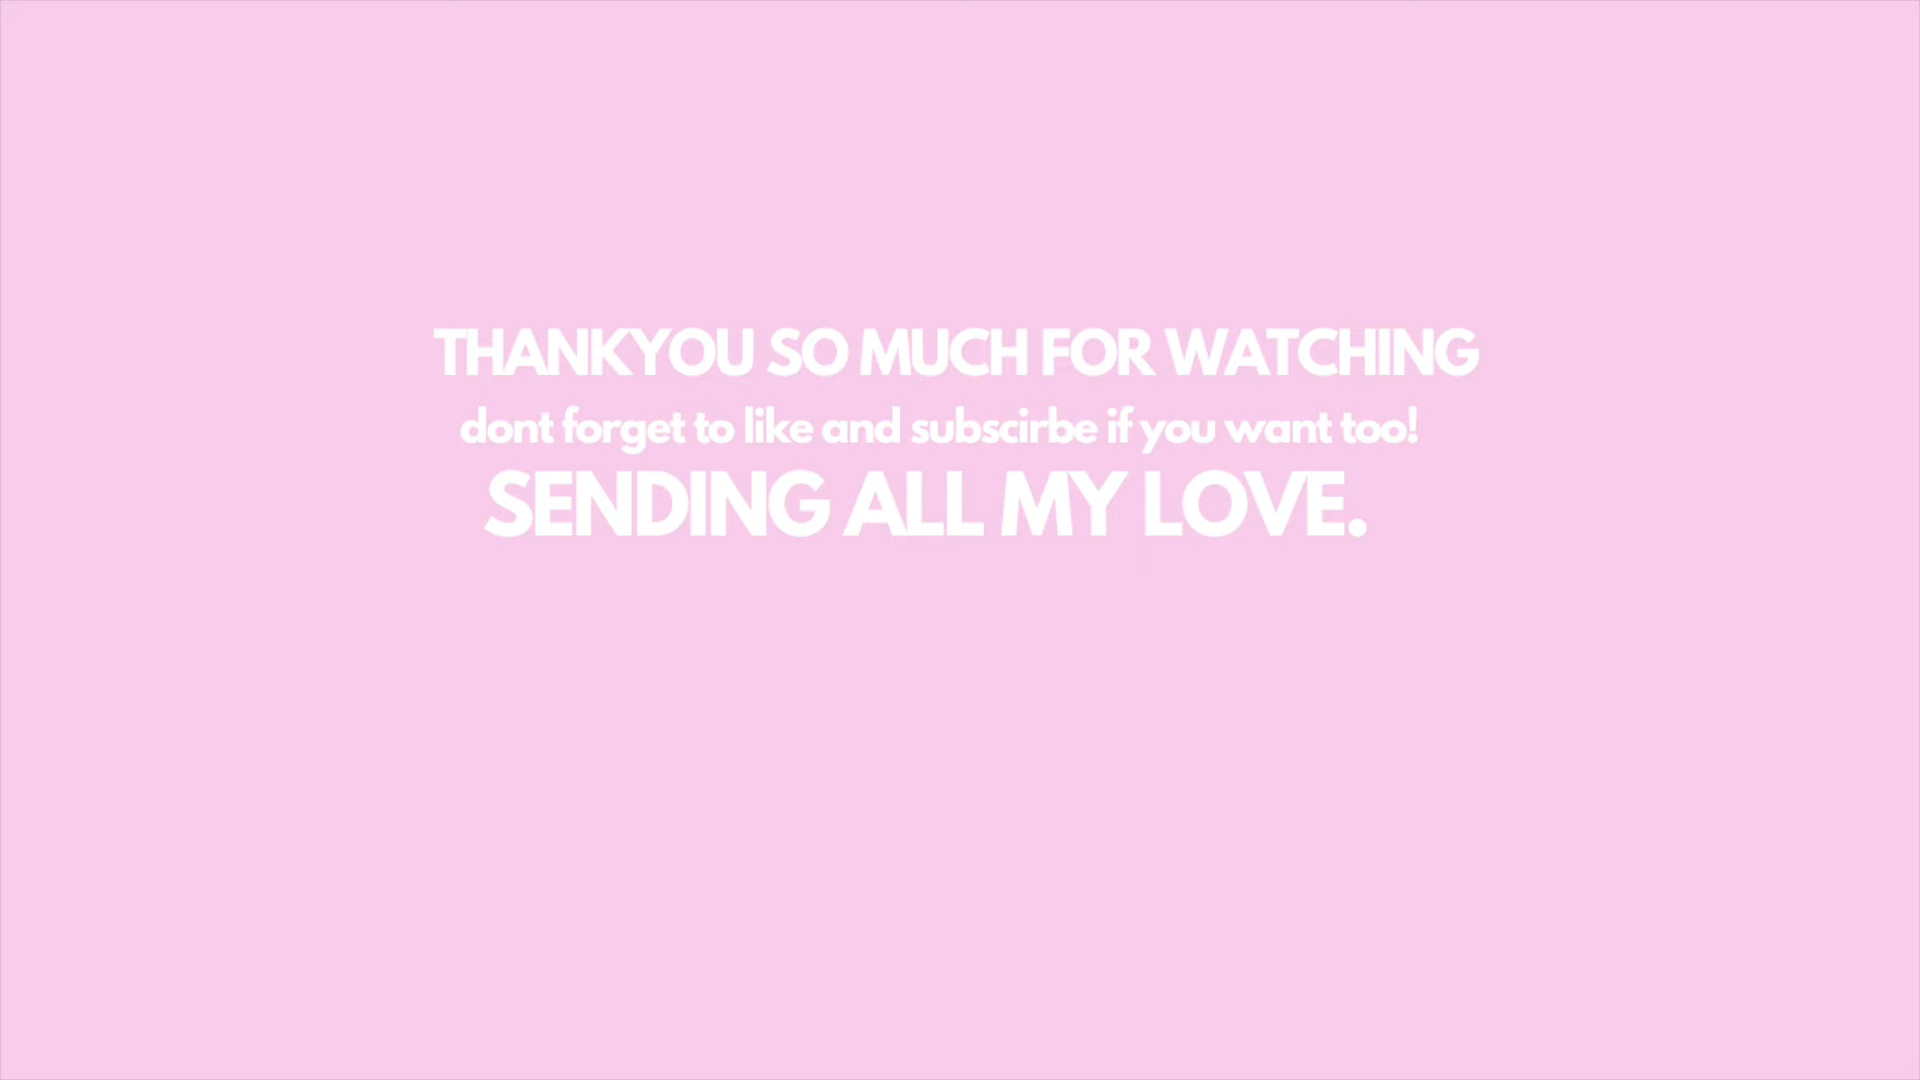 THANKYOU SO MUCH FOR WATCHING
dont forget to like and subscirbe if you want too!
SENDING ALL MY LOVE.